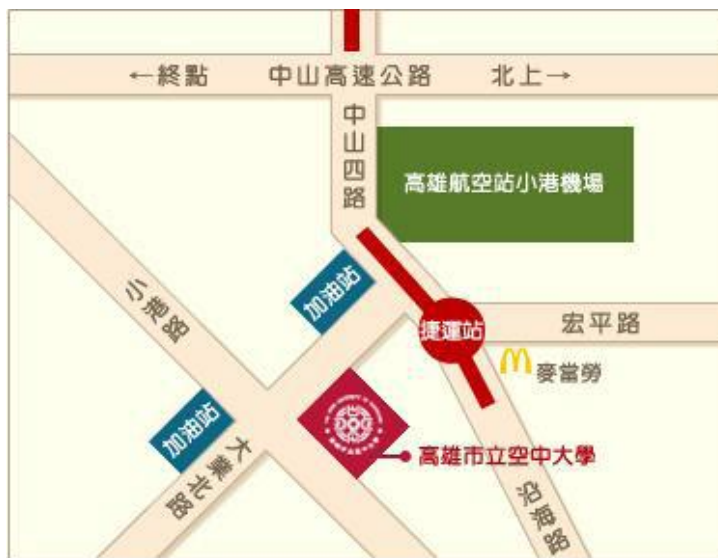 ←終點 中山高速公路 北上→
中山四路
高雄航空站小港機場
加油站
小港路
捷運站
宏平路
麥當勞
加油站
大業北路
高雄市立空中大學
沿海路